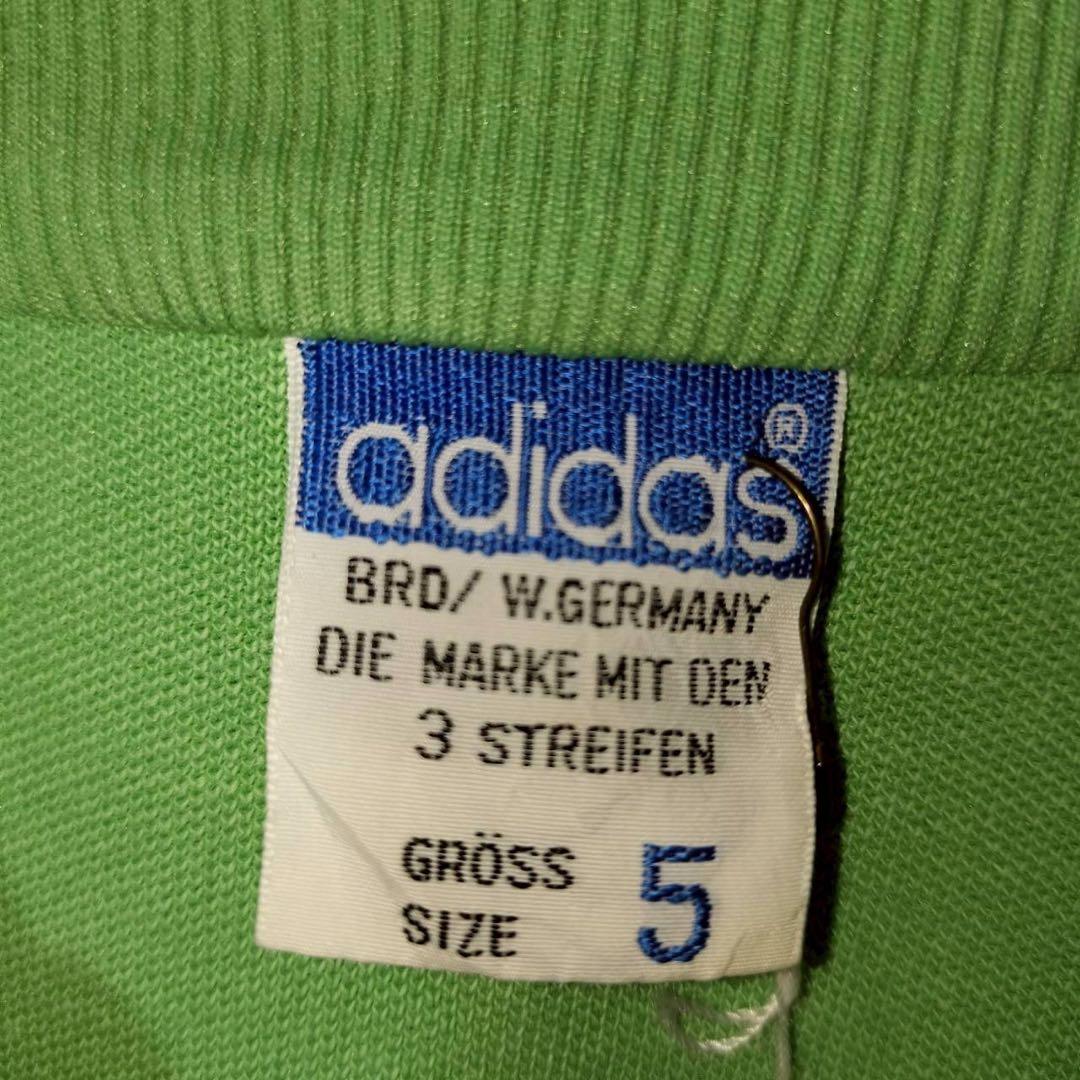 adidas®
BRD/ W.GERMANY
DIE MARKE MIT DEN
3 STREIFEN
GRÖSS
SIZE 5